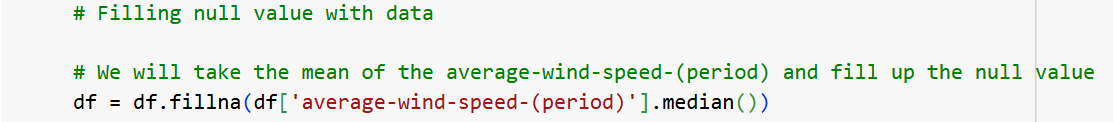 # Filling null value with data
# We will take the mean of the average-wind-speed-(period) and fill up the null value
df = df.fillna(df['average-wind-speed-(period)'].median())